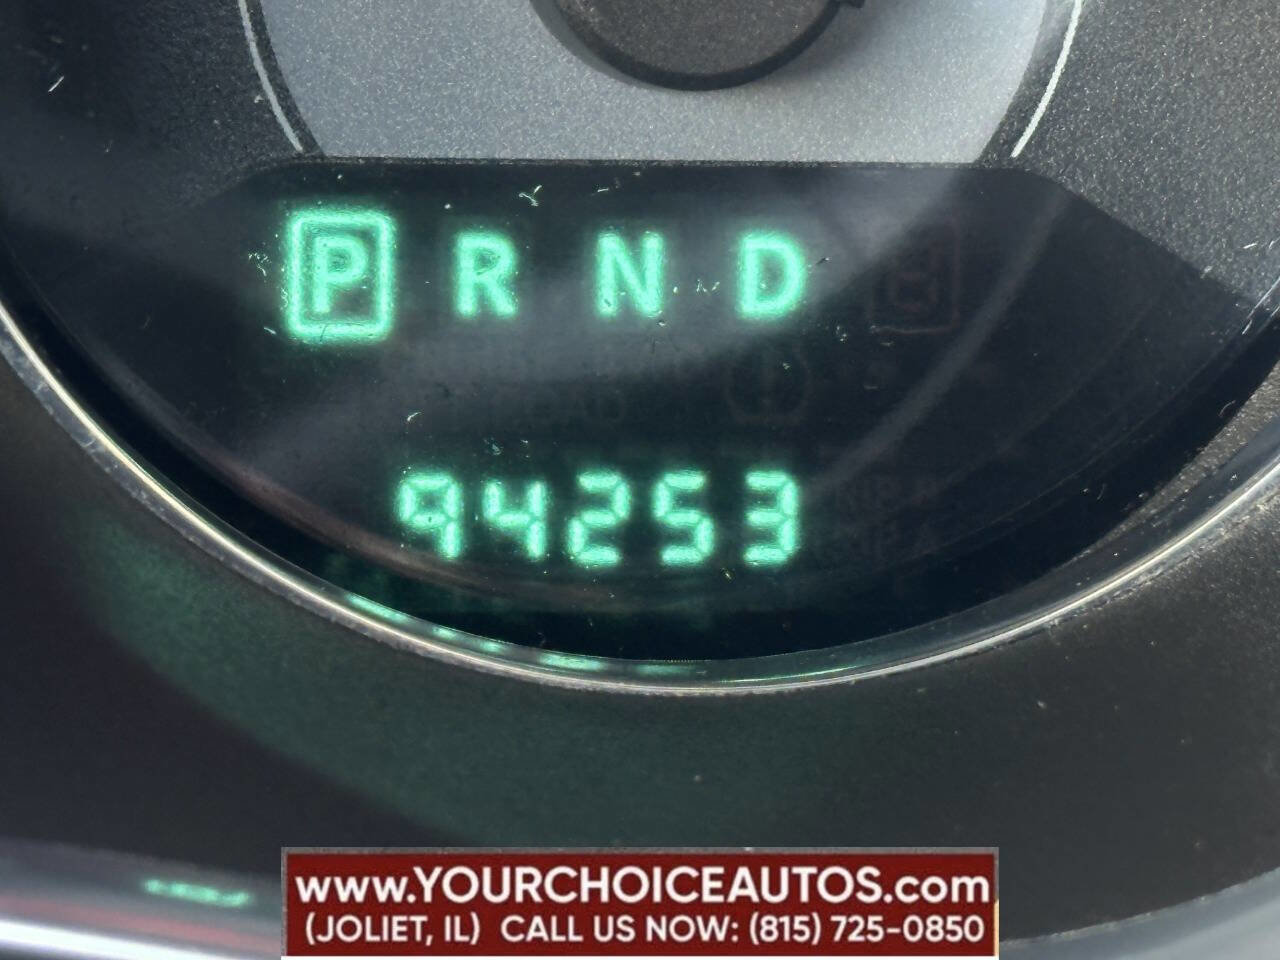 P R N D
94253
www.YOURCHOICEAUTOS.com
(JOLIET, IL) CALL US NOW: (815) 725-0850